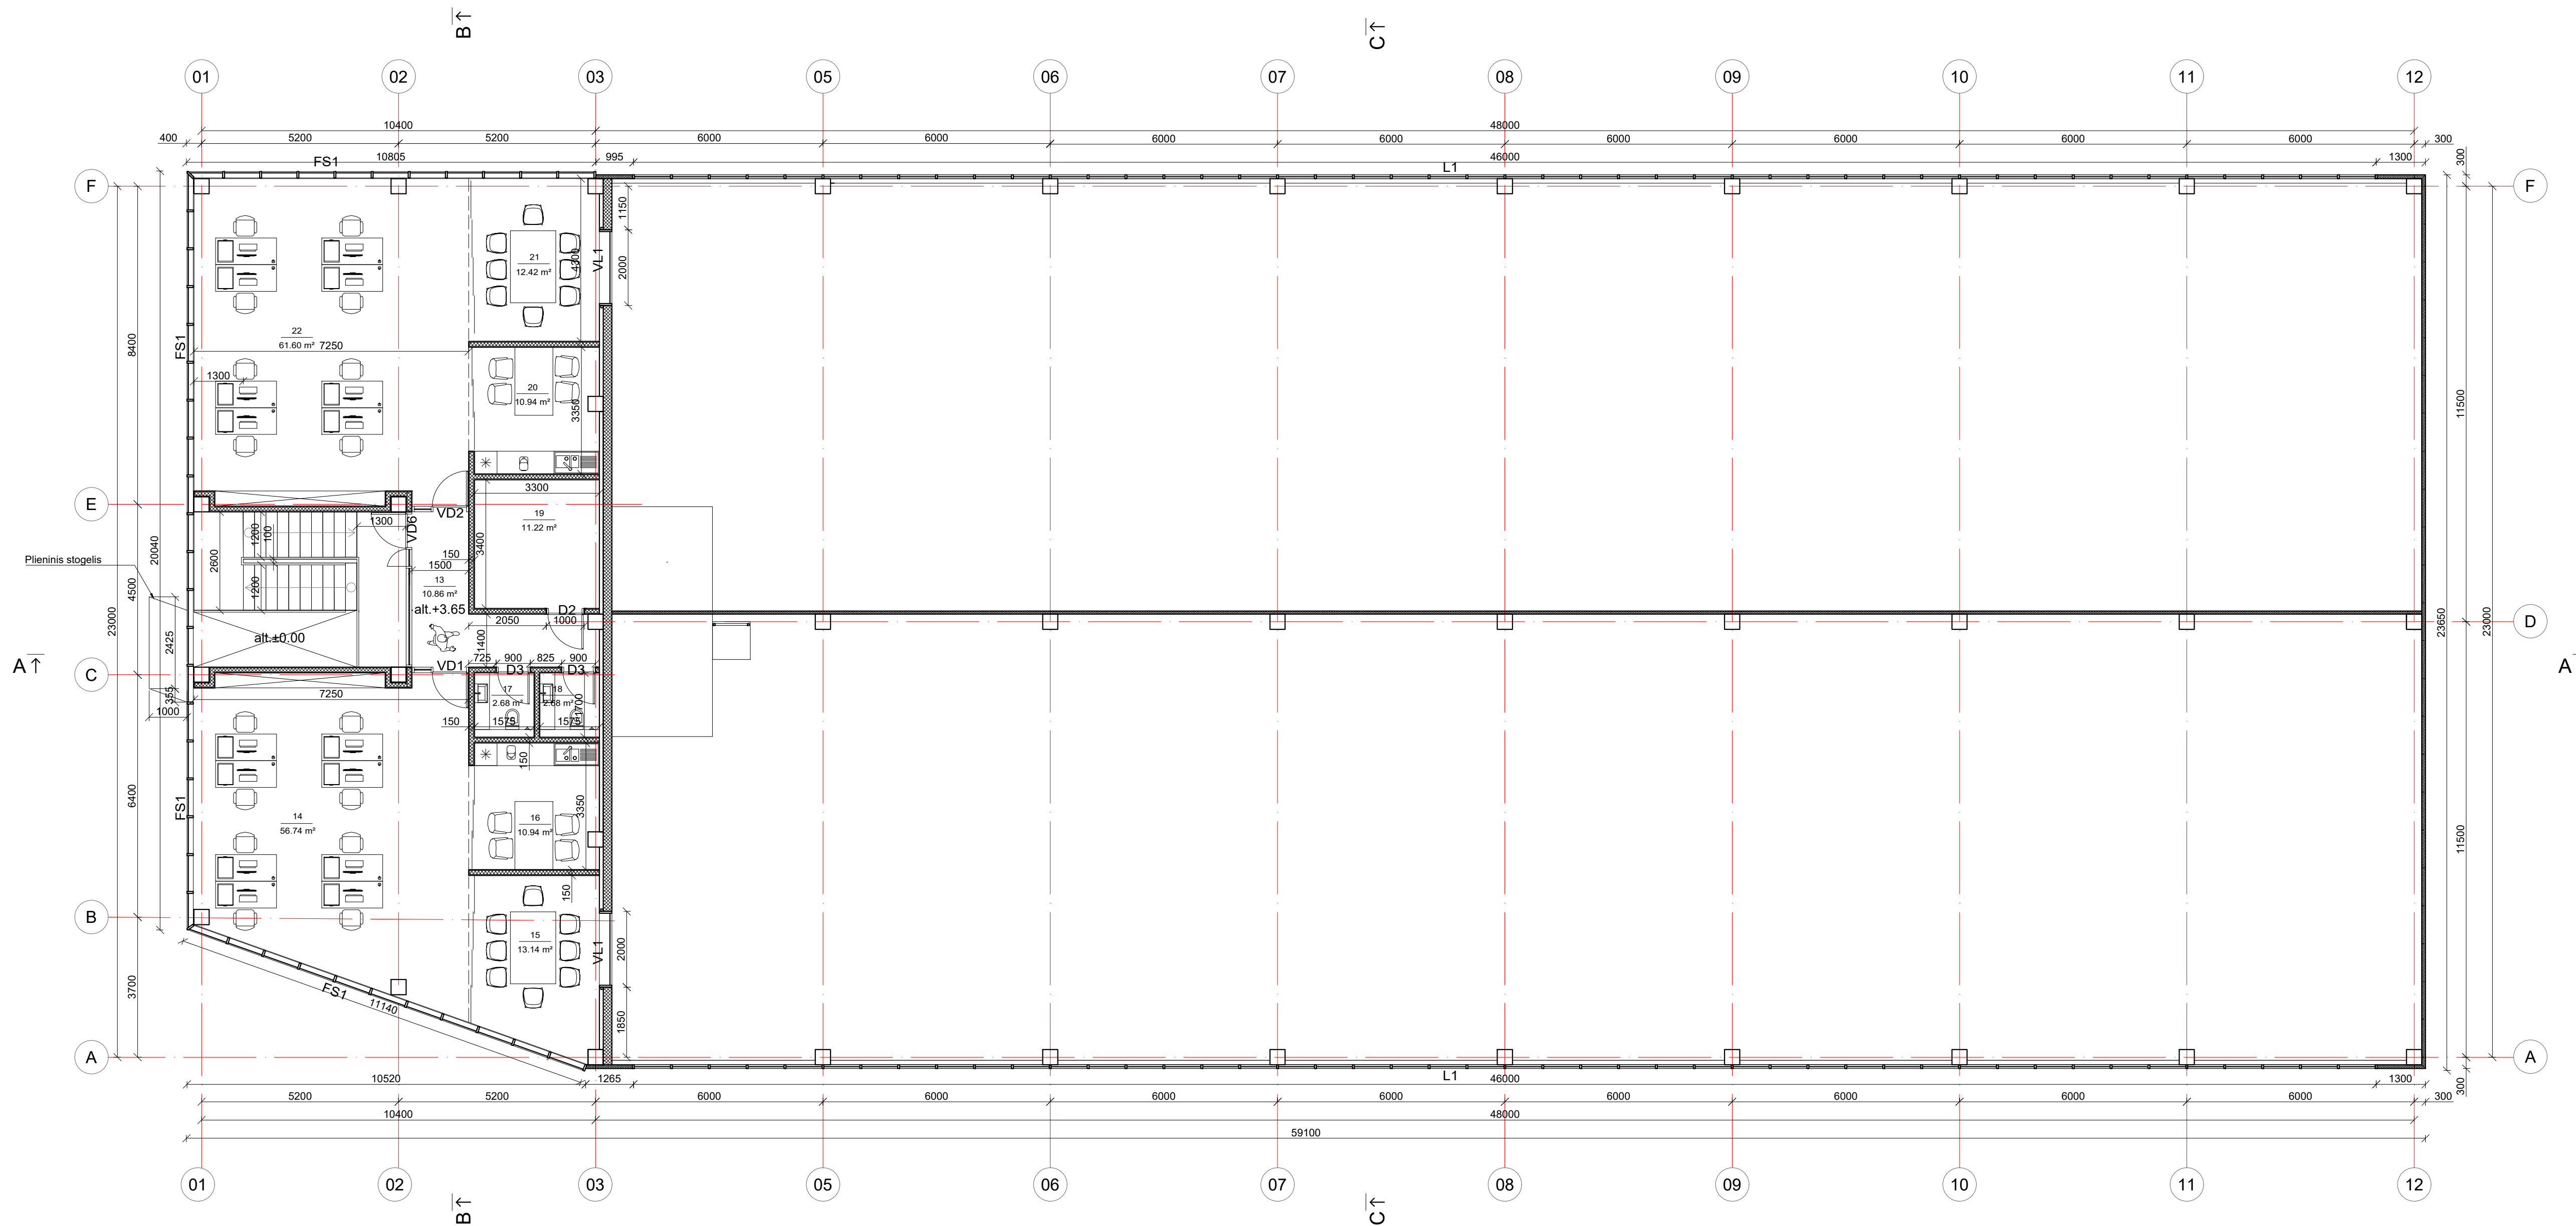 B↑
C↑
01 02 03 05 06 07 08 09 10 11 12
10400 48000
400 5200 5200 6000 6000 6000 6000 6000 6000 6000 6000 300
FS1 10805 995 L1 46000 1300
300
F F
1150
4300
VL1
2000
21
12.42 m²
22
61.60 m²
7250
FS1
8400
1300
20
10.94 m²
3350
11500
E
VD2
VD6
1300
3300
19
11.22 m²
3400
1200
1000
2600
1200
150
1500
13
10.86 m²
alt.+3.65
20040
Plieninis stogelis
4500
23000
D2
2050 1000
1400
alt.±0.00
2425
23650
23000
D
A↑
A
C
VD1
725 900 825 900
D3 D3
17
2.68 m²
18
2.68 m²
1700
7250
355
1000
150 1575 1575
150
3350
6400
FS1
14
56.74 m²
16
10.94 m²
11500
150
B
15
13.14 m²
VL1
2000
3700
FS1
11140
1850
A A
10520 1265 L1 46000 1300
300
5200 5200 6000 6000 6000 6000 6000 6000 6000 6000 300
10400 48000
59100
01 02 03 05 06 07 08 09 10 11 12
B↑
C↑